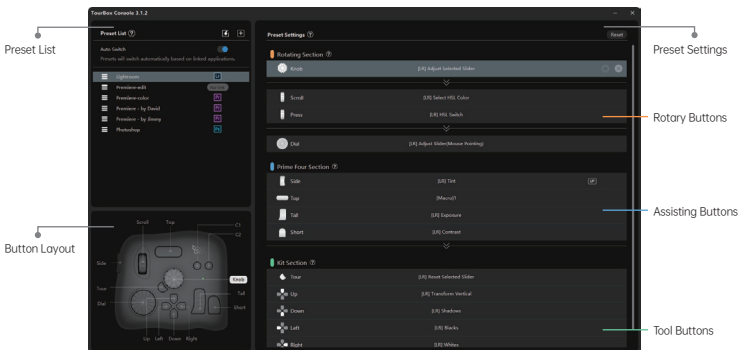 TourBox Console 3.1.2
Preset List
Preset List
Auto Switch
Presets will switch automatically based on linked applications.
Lightroom
Premiere-edit
No link
Premiere-color
Premiere - by David
Premiere - by Jimmy
Photoshop
Button Layout
Scroll
Top
C1
C2
Side
Knob
Tour
Tall
Dial
Short
Up
Left
Down
Right
Preset Settings
Reset
Preset Settings
Rotating Section
Knob [LR] Adjust Selected Slider
Scroll [LR] Select HSL Color
Press [LR] HSL Switch
Rotary Buttons
Dial [LR] Adjust Slider(Mouse Pointing)
Prime Four Section
Side [LR] Tint
Top [Macro]1
Tall [LR] Exposure
Assisting Buttons
Short [LR] Contrast
Kit Section
Tour [LR] Reset Selected Slider
Up [LR] Transform Vertical
Down [LR] Shadows
Left [LR] Blacks
Tool Buttons
Right [LR] Whites